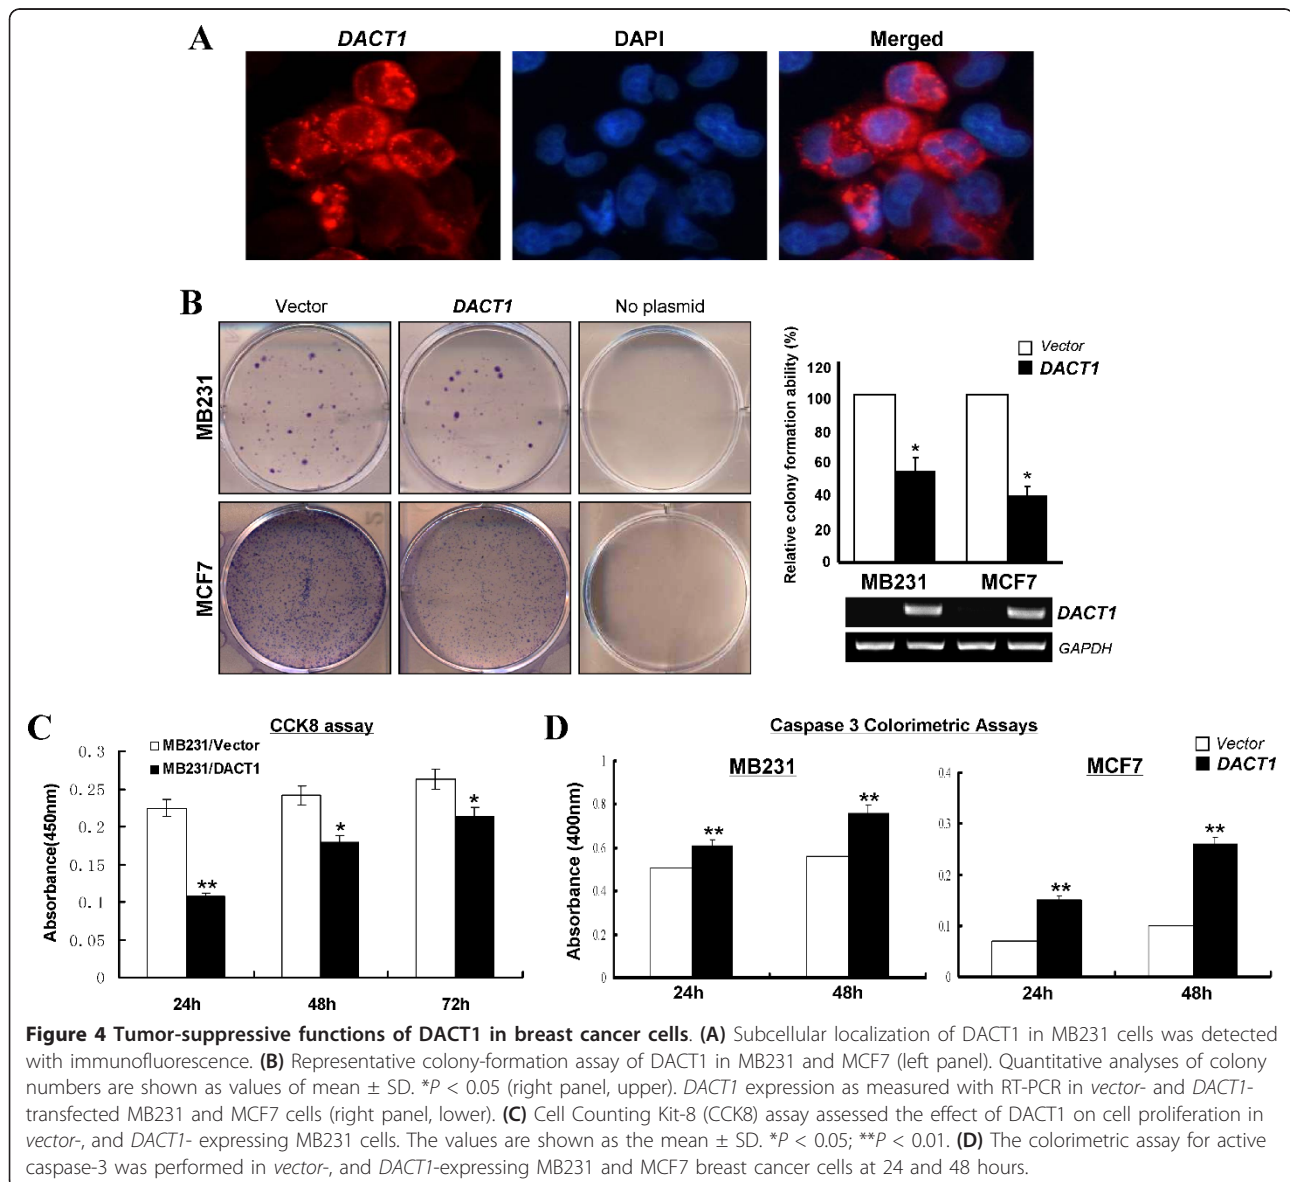 A
DACT1 DAPI Merged
B
Vector DACT1 No plasmid
MB231
MCF7
Relative colony formation ability (%)
Vector
DACT1
120
100
80
60
40
20
0
*
*
MB231 MCF7
DACT1
GAPDH
C
CCK8 assay
MB231/Vector
MB231/DACT1
Absorbance(450nm)
0.3
0.25
0.2
0.15
0.1
0.05
0
**
*
*
24h 48h 72h
D
Caspase 3 Colorimetric Assays
Vector
DACT1
MB231
Absorbance (400nm)
1
0.8
0.6
0.4
0.2
0
**
**
24h 48h
MCF7
0.4
0.3
0.2
0.1
0
**
**
24h 48h
Figure 4 Tumor-suppressive functions of DACT1 in breast cancer cells. (A) Subcellular localization of DACT1 in MB231 cells was detected
with immunofluorescence. (B) Representative colony-formation assay of DACT1 in MB231 and MCF7 (left panel). Quantitative analyses of colony
numbers are shown as values of mean ± SD. *P < 0.05 (right panel, upper). DACT1 expression as measured with RT-PCR in vector- and DACT1-
transfected MB231 and MCF7 cells (right panel, lower). (C) Cell Counting Kit-8 (CCK8) assay assessed the effect of DACT1 on cell proliferation in
vector-, and DACT1- expressing MB231 cells. The values are shown as the mean ± SD. *P < 0.05; **P < 0.01. (D) The colorimetric assay for active
caspase-3 was performed in vector-, and DACT1-expressing MB231 and MCF7 breast cancer cells at 24 and 48 hours.